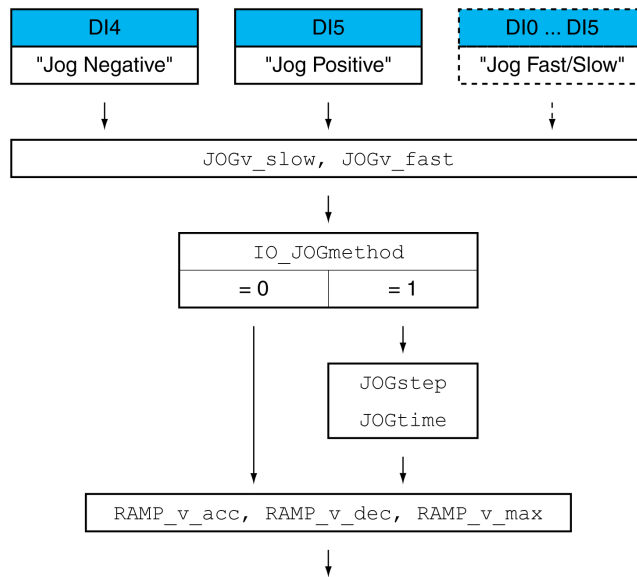 DI4
DI5
DI0 ... DI5
"Jog Negative"
"Jog Positive"
"Jog Fast/Slow"
JOGv_slow, JOGv_fast
IO_JOGmethod
= 0
= 1
JOGstep
JOGtime
RAMP_v_acc, RAMP_v_dec, RAMP_v_max